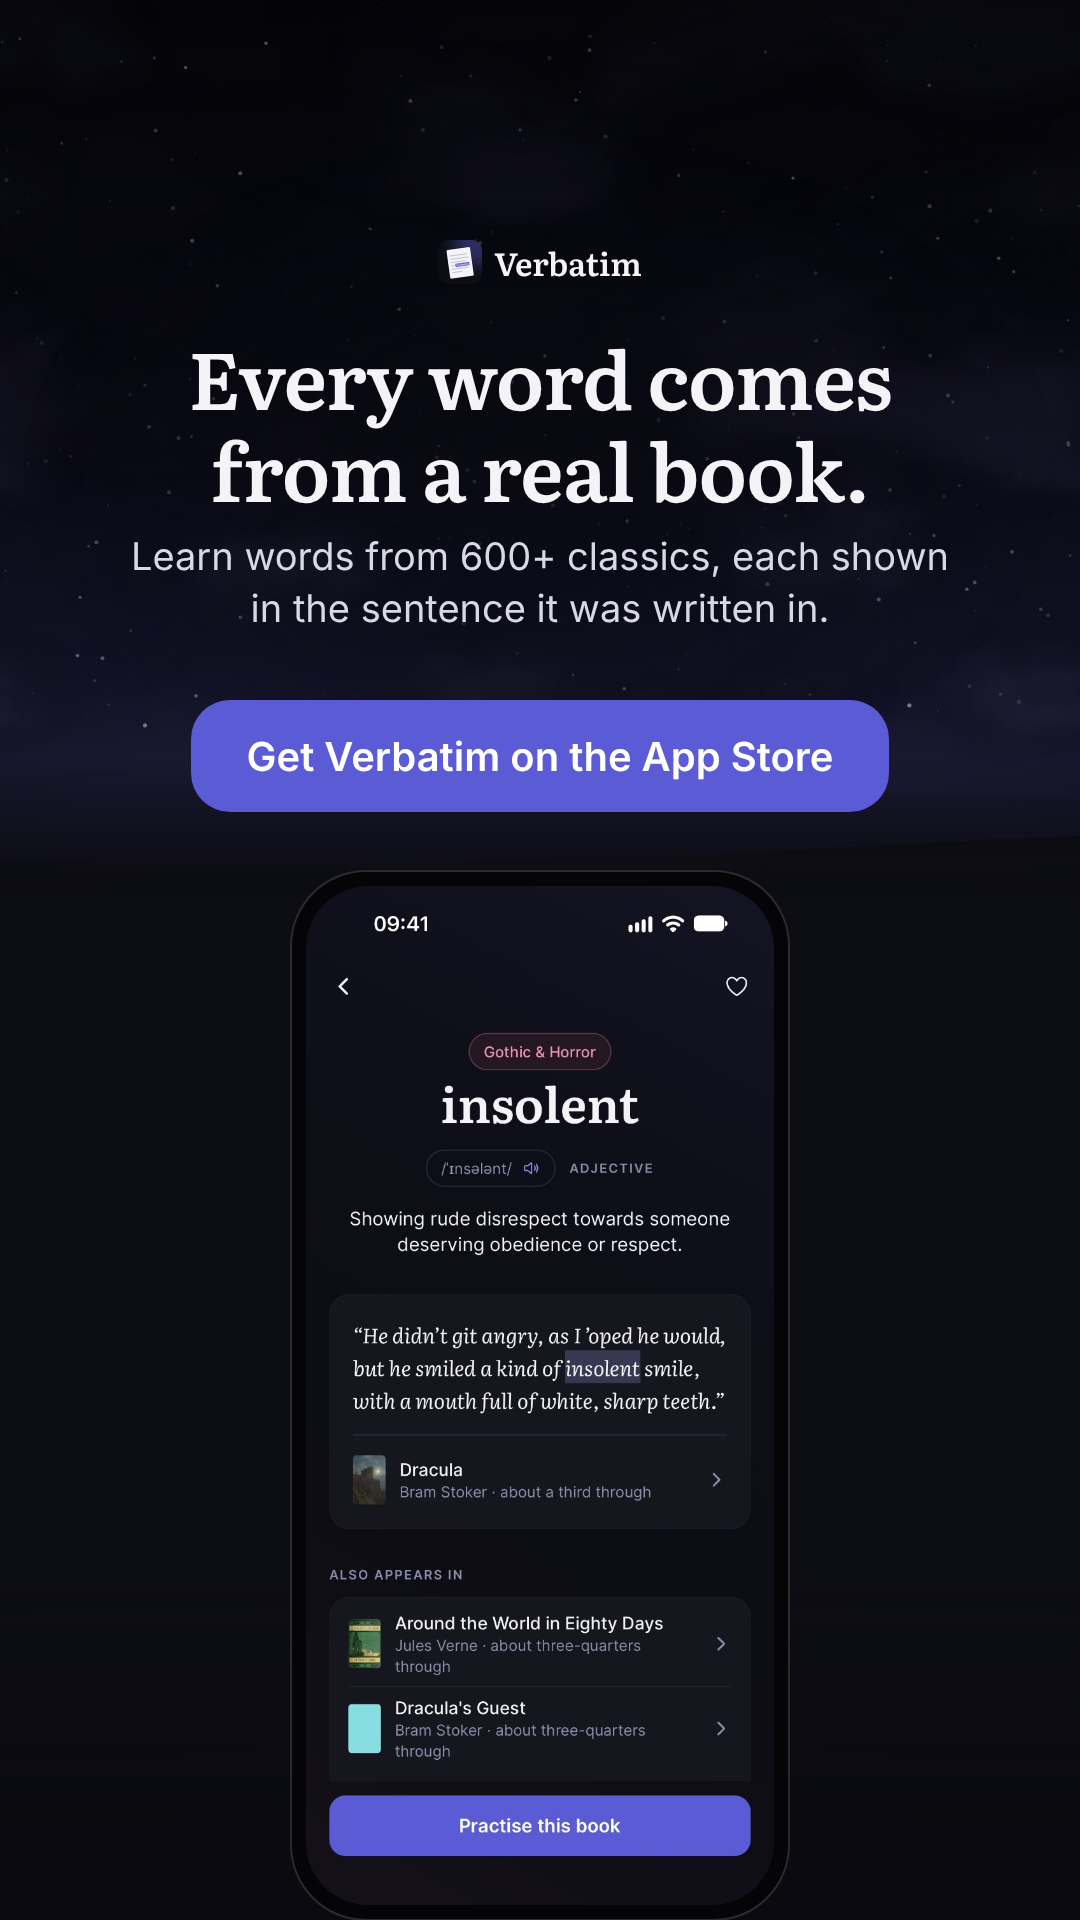 Verbatim
Every word comes
from a real book.
Learn words from 600+ classics, each shown
in the sentence it was written in.
Get Verbatim on the App Store
09:41
Gothic & Horror
insolent
/ˈɪnsələnt/ ADJECTIVE
Showing rude disrespect towards someone
deserving obedience or respect.
“He didn’t git angry, as I ’oped he would,
but he smiled a kind of insolent smile,
with a mouth full of white, sharp teeth.”
Dracula
Bram Stoker · about a third through
ALSO APPEARS IN
Around the World in Eighty Days
Jules Verne · about three-quarters
through
Dracula's Guest
Bram Stoker · about three-quarters
through
Practise this book